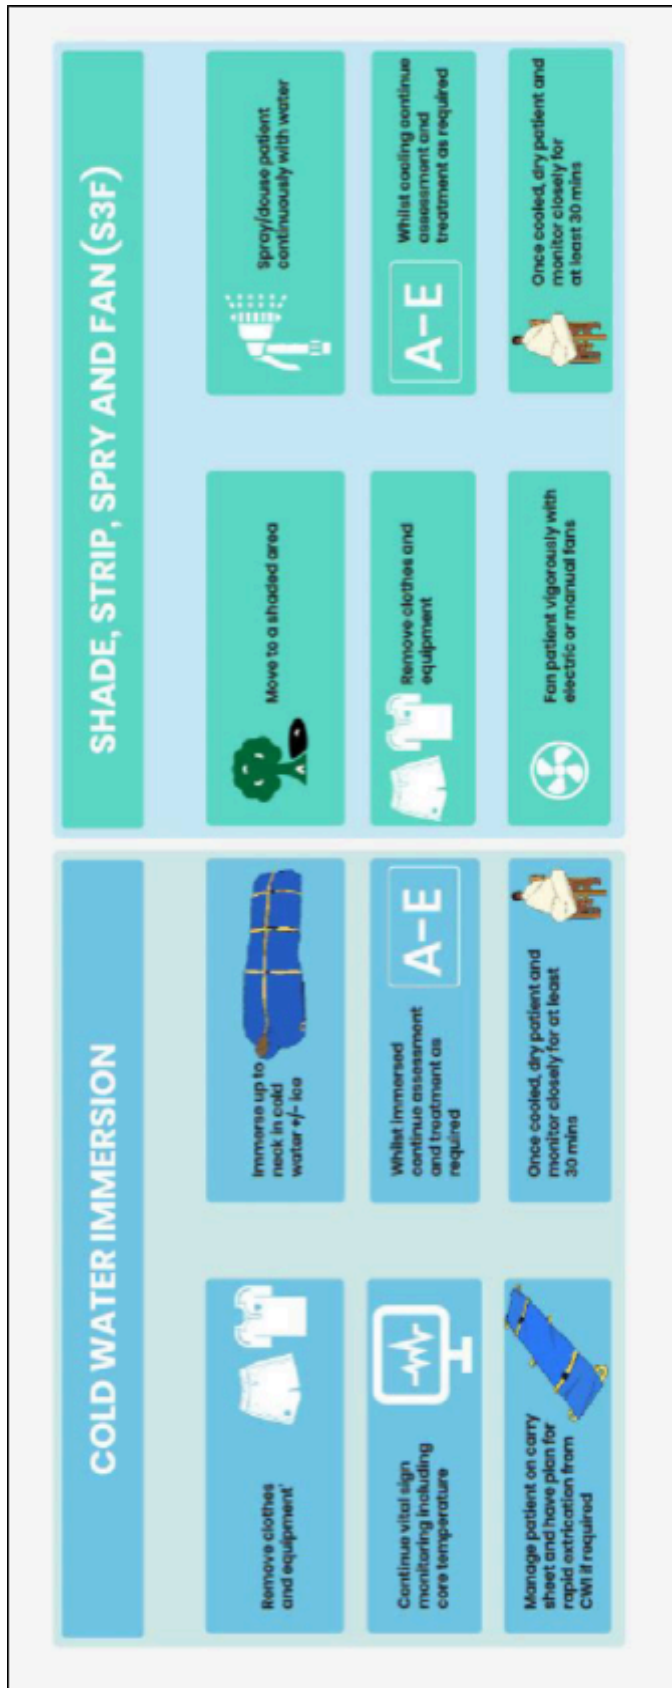 COLD WATER IMMERSION
Remove clothes
and equipment'
Immerse up to
neck in cold
water +/- ice
Continue vital sign
monitoring including
core temperature
Whilst immersed
continue assessment
and treatment as
required
A-E
Manage patient on carry
sheet and have plan for
rapid extrication from
CWI if required
Once cooled, dry patient and
monitor closely for at least
30 mins
SHADE, STRIP, SPRY AND FAN (S3F)
Move to a shaded area
Spray/douse patient
continuously with water
Remove clothes and
equipment
A-E
Whilst cooling continue
assessment and
treatment as required
Fan patient vigorously with
electric or manual fans
Once cooled, dry patient and
monitor closely for
at least 30 mins